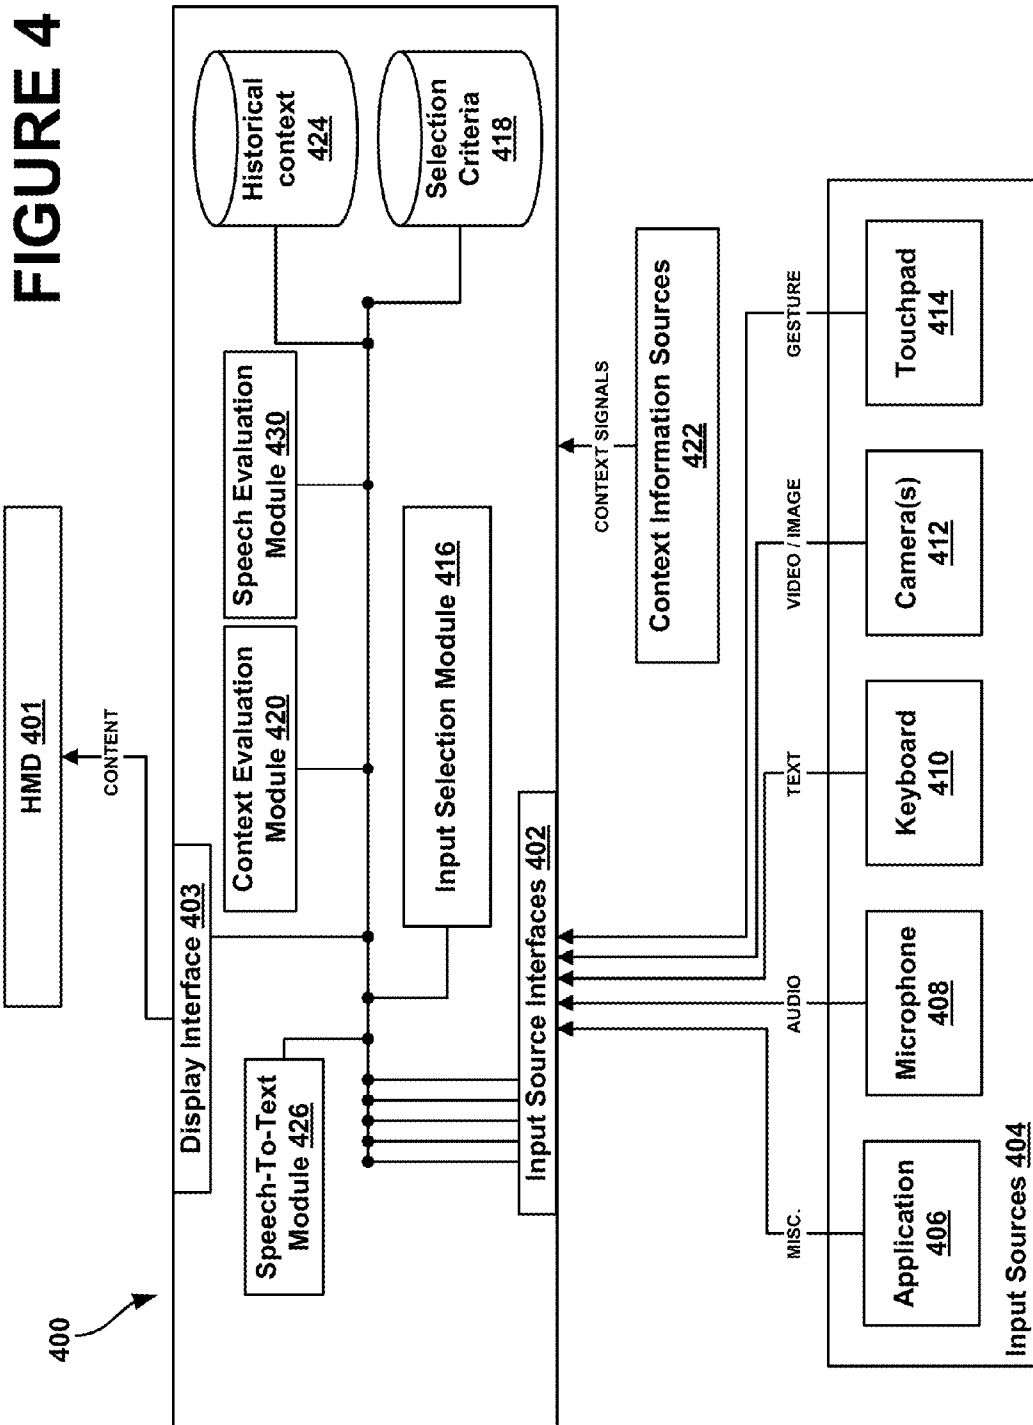 FIGURE 4
400
HMD 401
CONTENT
Display Interface 403
Speech-To-Text
Module 426
Context Evaluation
Module 420
Speech Evaluation
Module 430
Historical
context
424
Input Selection Module 416
Selection
Criteria
418
Input Source Interfaces 402
CONTEXT SIGNALS
Context Information Sources
422
MISC.
AUDIO
TEXT
VIDEO / IMAGE
GESTURE
Application
406
Microphone
408
Keyboard
410
Camera(s)
412
Touchpad
414
Input Sources 404